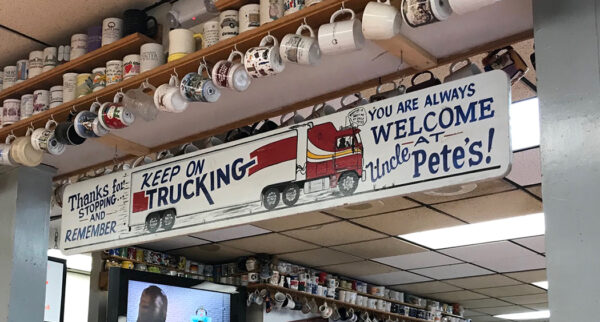 Thanks for
STOPPING...
AND
REMEMBER
KEEP ON
TRUCKING
YOU ARE ALWAYS
WELCOME
AT
Uncle Pete's!